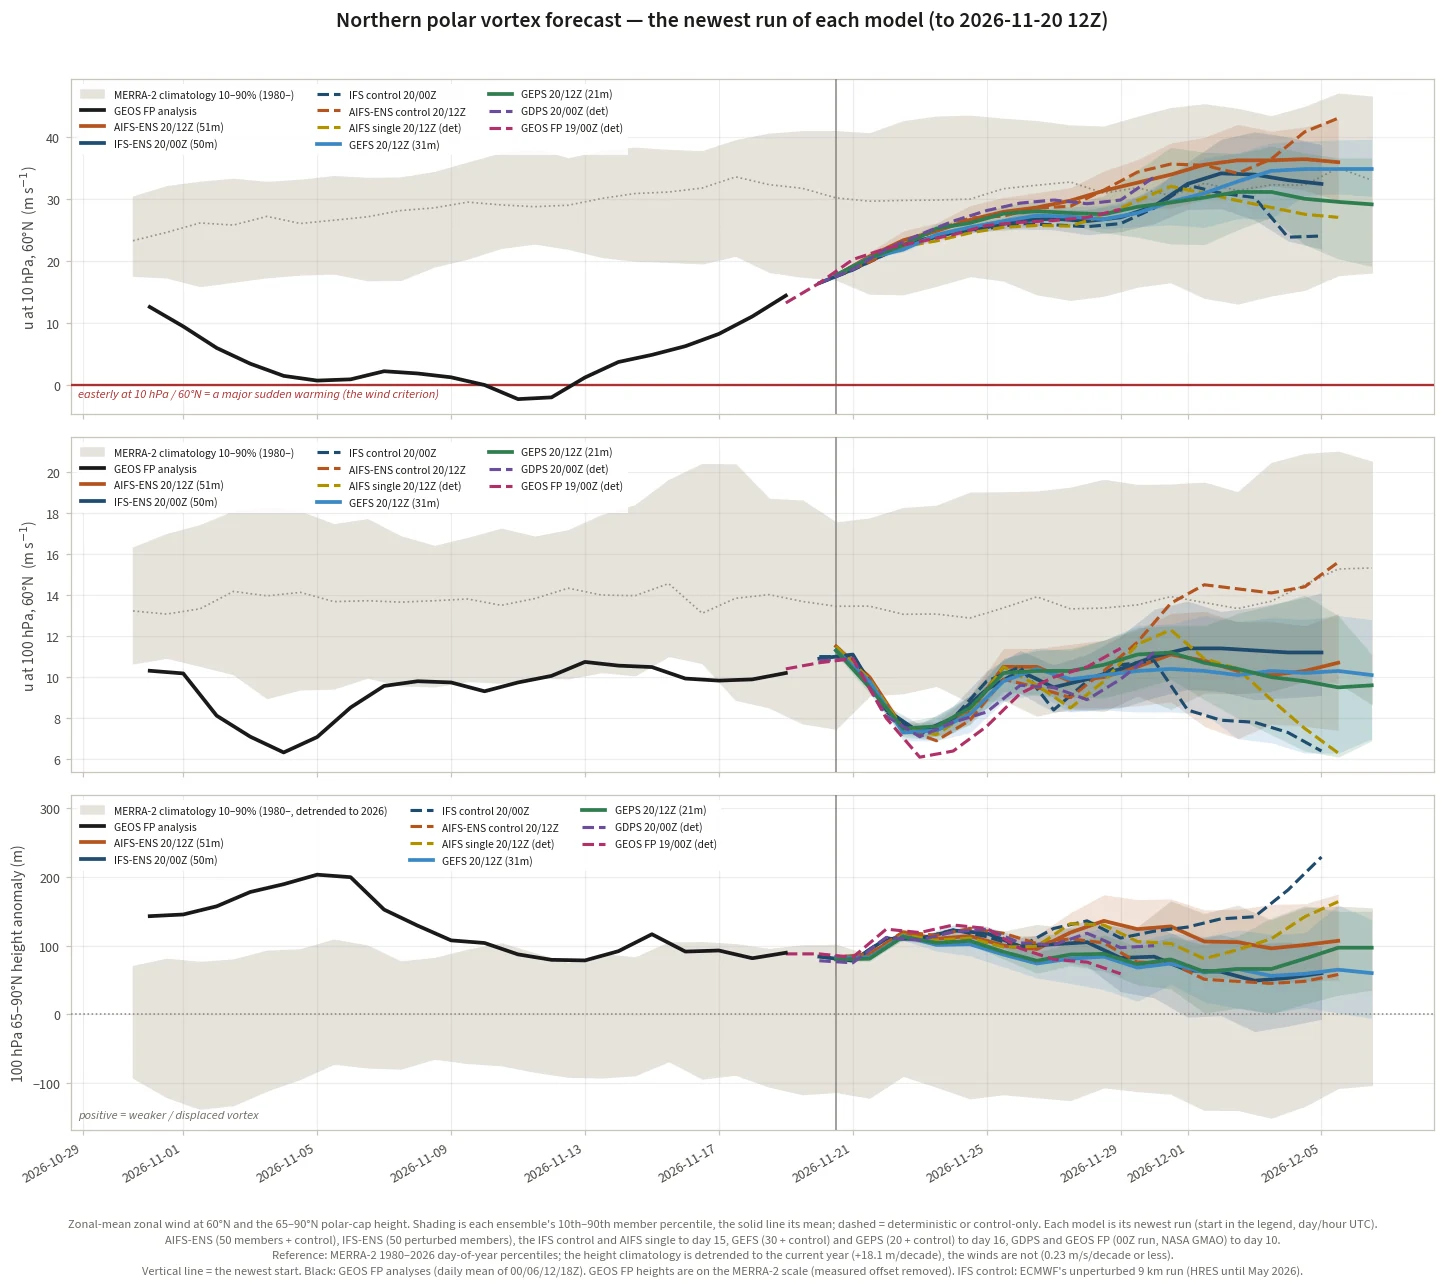 Northern polar vortex forecast — the newest run of each model (to 2026-11-20 12Z)
MERRA-2 climatology 10–90% (1980–)
GEOS FP analysis
AIFS-ENS 20/12Z (51m)
IFS-ENS 20/00Z (50m)
IFS control 20/00Z
AIFS-ENS control 20/12Z
AIFS single 20/12Z (det)
GEFS 20/12Z (31m)
GEPS 20/12Z (21m)
GDPS 20/00Z (det)
GEOS FP 19/00Z (det)
u at 10 hPa, 60°N (m s⁻¹)
40
30
20
10
0
easterly at 10 hPa / 60°N = a major sudden warming (the wind criterion)
MERRA-2 climatology 10–90% (1980–)
GEOS FP analysis
AIFS-ENS 20/12Z (51m)
IFS-ENS 20/00Z (50m)
IFS control 20/00Z
AIFS-ENS control 20/12Z
AIFS single 20/12Z (det)
GEFS 20/12Z (31m)
GEPS 20/12Z (21m)
GDPS 20/00Z (det)
GEOS FP 19/00Z (det)
u at 100 hPa, 60°N (m s⁻¹)
20
18
16
14
12
10
8
6
MERRA-2 climatology 10–90% (1980–, detrended to 2026)
GEOS FP analysis
AIFS-ENS 20/12Z (51m)
IFS-ENS 20/00Z (50m)
IFS control 20/00Z
AIFS-ENS control 20/12Z
AIFS single 20/12Z (det)
GEFS 20/12Z (31m)
GEPS 20/12Z (21m)
GDPS 20/00Z (det)
GEOS FP 19/00Z (det)
100 hPa 65–90°N height anomaly (m)
300
200
100
0
−100
positive = weaker / displaced vortex
2026-10-29
2026-11-01
2026-11-05
2026-11-09
2026-11-13
2026-11-17
2026-11-21
2026-11-25
2026-11-29
2026-12-01
2026-12-05
Zonal-mean zonal wind at 60°N and the 65–90°N polar-cap height. Shading is each ensemble's 10th–90th member percentile, the solid line its mean; dashed = deterministic or control-only. Each model is its newest run (start in the legend, day/hour UTC).
AIFS-ENS (50 members + control), IFS-ENS (50 perturbed members), the IFS control and AIFS single to day 15, GEFS (30 + control) and GEPS (20 + control) to day 16, GDPS and GEOS FP (00Z run, NASA GMAO) to day 10.
Reference: MERRA-2 1980–2026 day-of-year percentiles; the height climatology is detrended to the current year (+18.1 m/decade), the winds are not (0.23 m/s/decade or less).
Vertical line = the newest start. Black: GEOS FP analyses (daily mean of 00/06/12/18Z). GEOS FP heights are on the MERRA-2 scale (measured offset removed). IFS control: ECMWF's unperturbed 9 km run (HRES until May 2026).